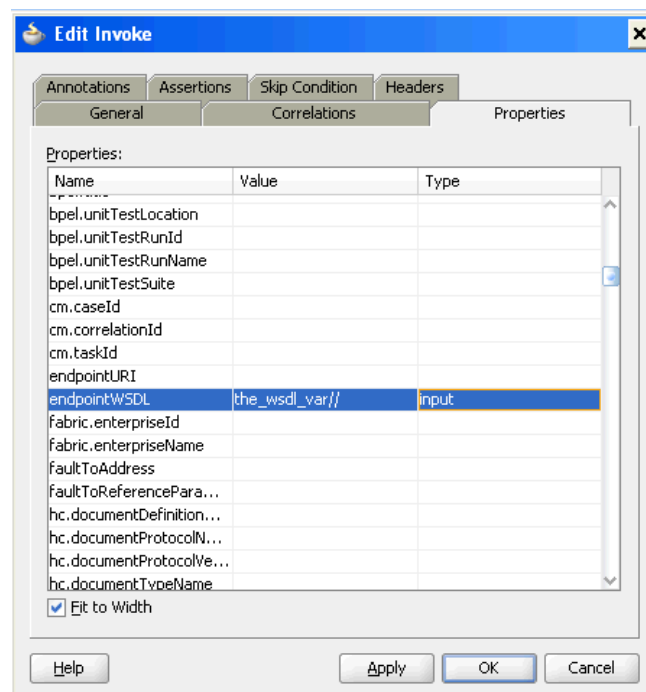 Edit Invoke
Annotations Assertions Skip Condition Headers
General Correlations Properties
Properties:
Name Value Type
bpel.unitTestLocation
bpel.unitTestRunId
bpel.unitTestRunName
bpel.unitTestSuite
cm.caseId
cm.correlationId
cm.taskId
endpointURI
endpointWSDL the_wsdl_var// input
fabric.enterpriseId
fabric.enterpriseName
faultToAddress
faultToReferencePara...
hc.documentDefinition...
hc.documentProtocolN...
hc.documentProtocolVe...
hc.documentTypeName
Fit to Width
Help Apply OK Cancel